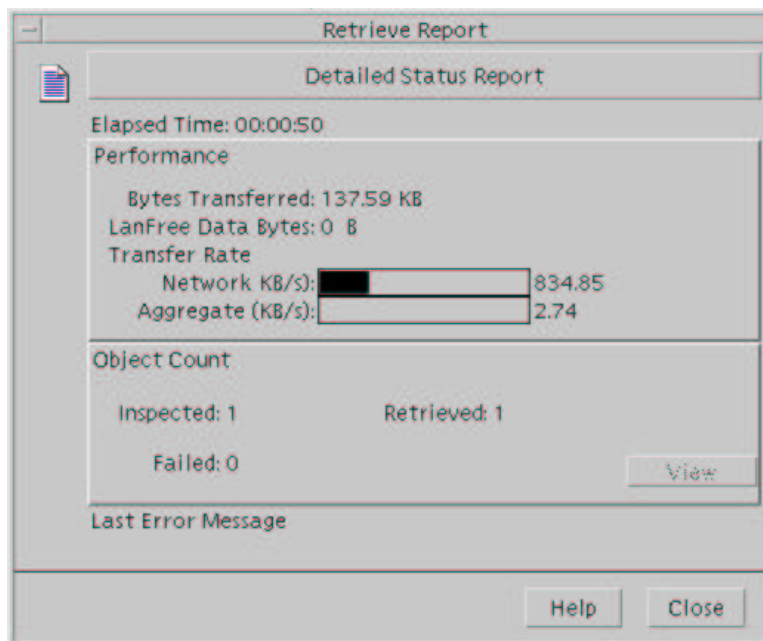 Retrieve Report
Detailed Status Report
Elapsed Time: 00:00:50
Performance
Bytes Transferred: 137.59 KB
LanFree Data Bytes: 0 B
Transfer Rate
Network KB/s): 834.85
Aggregate (KB/s): 2.74
Object Count
Inspected: 1 Retrieved: 1
Failed: 0 View
Last Error Message
Help Close